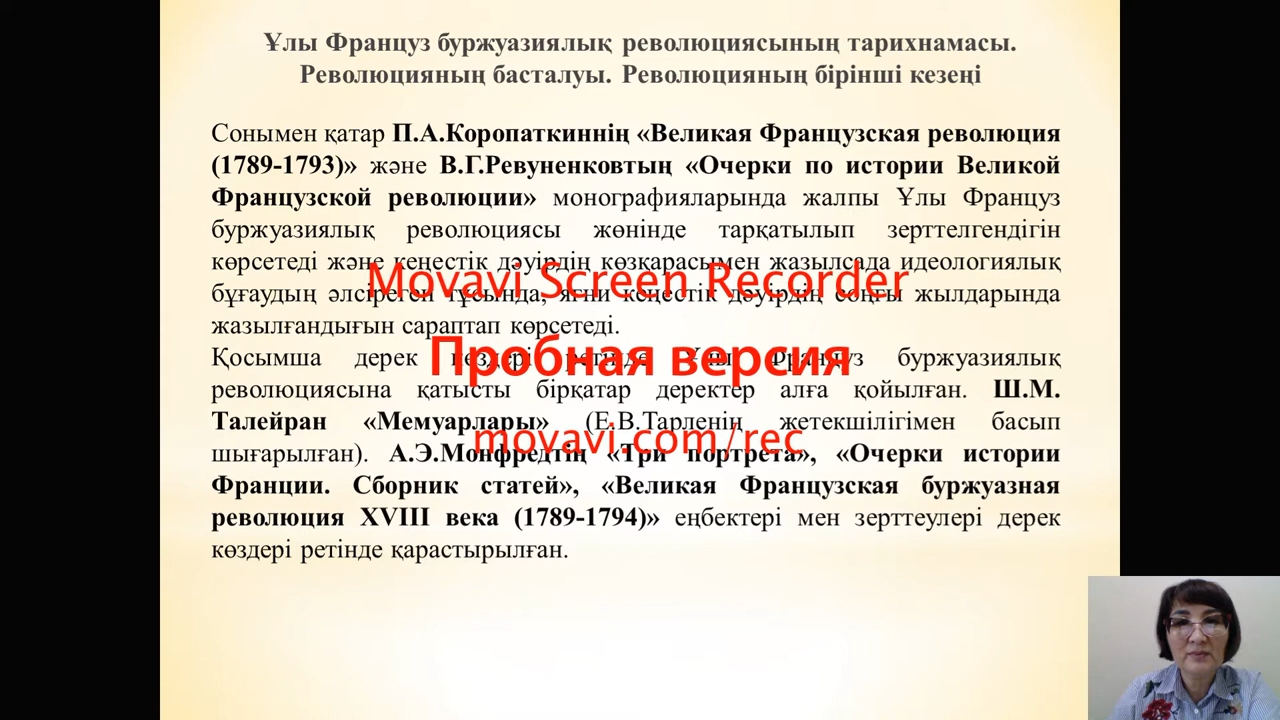 Ұлы Француз буржуазиялық революциясының тарихнамасы.
Революцияның басталуы. Революцияның бірінші кезеңі
Сонымен қатар П.А.Коропаткиннің «Великая Французская революция
(1789-1793)» және В.Г.Ревуненковтың «Очерки по истории Великой
Французской революции» монографияларында жалпы Ұлы Француз
буржуазиялық революциясы жөнінде тарқатылып зерттелгендігін
көрсетеді және кеңестік дәуірдің көзқарасымен жазылсада идеологиялық
Movavi Screen Recorder
бұғаудың әлсіреген тұсында, яғни кеңестік дәуірдің соңғы жылдарында
жазылғандығын сараптап көрсетеді.
Қосымша дерек көздері ретінде Ұлы Француз буржуазиялық
Пробная версия
революциясына қатысты бірқатар деректер алға қойылған. Ш.М.
Талейран «Мемуарлары» (Е.В.Тарленің жетекшілігімен басып
movavi.com/rec
шығарылған). А.Э.Монфредтің «Три портрета», «Очерки истории
Франции. Сборник статей», «Великая Французская буржуазная
революция XVIII века (1789-1794)» еңбектері мен зерттеулері дерек
көздері ретінде қарастырылған.